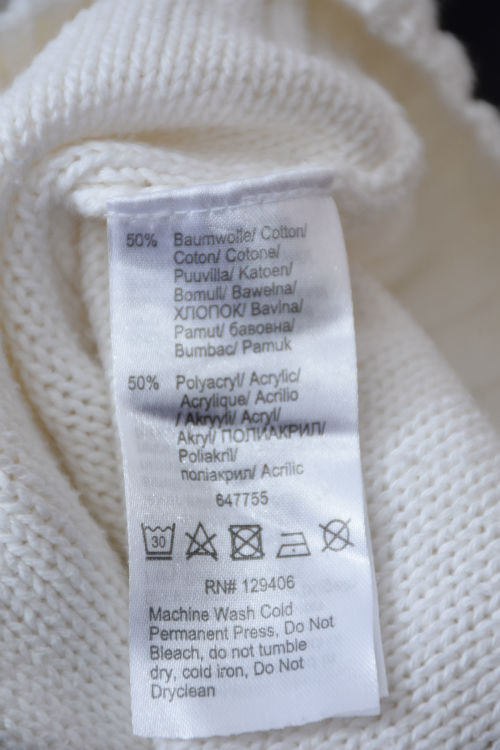 50% Baumwolle/ Cotton/
Coton/ Cotone/
Puuvilla/ Katoen/
Bomull/ Bawełna/
ХЛОПОК/ Bavlna/
Pamut/ бавовна/
Bumbac/ Pamuk
50% Polyacryl/ Acrylic/
Acrylique/ Acrilio
/ Akryyli/ Acryl/
Akryl/ ПОЛИАКРИЛ/
Poliakril/
поліакрил/ Acrilic
647755
30
RN# 129406
Machine Wash Cold
Permanent Press, Do Not
Bleach, do not tumble
dry, cold iron, Do Not
Dryclean